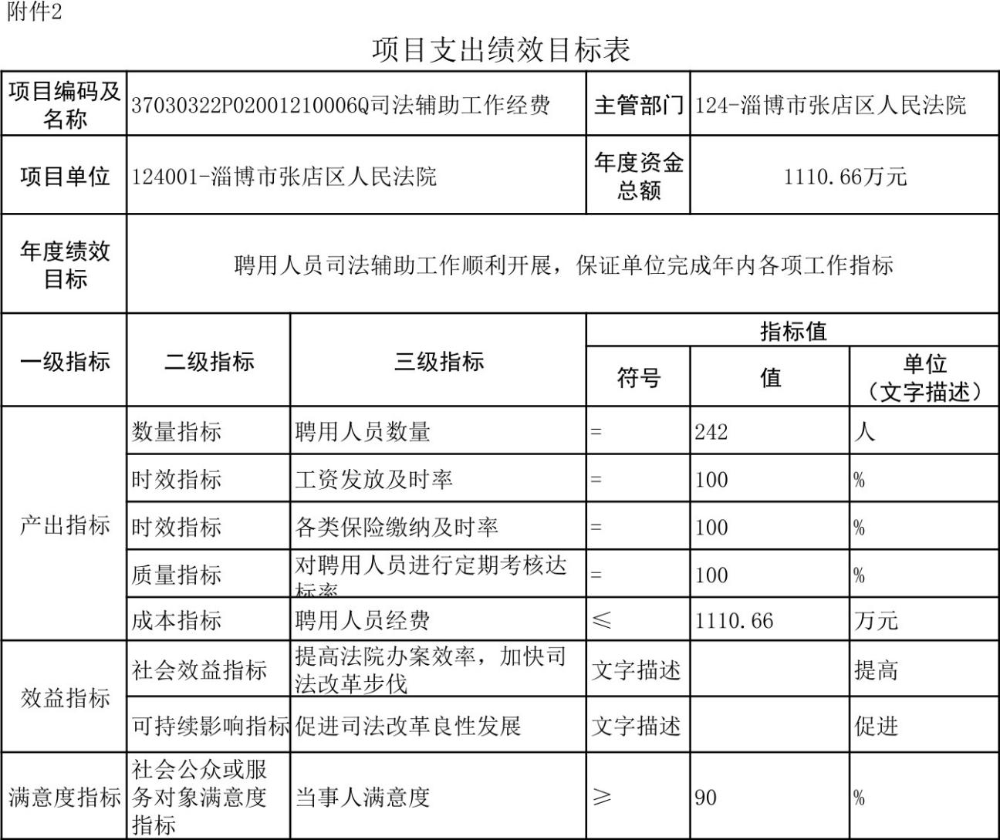 附件2
项目支出绩效目标表
项目编码及
名称
37030322P02001210006Q司法辅助工作经费
主管部门
124-淄博市张店区人民法院
项目单位
124001-淄博市张店区人民法院
年度资金
总额
1110.66万元
年度绩效
目标
聘用人员司法辅助工作顺利开展，保证单位完成年内各项工作指标
一级指标
二级指标
三级指标
指标值
符号
值
单位
（文字描述）
产出指标
数量指标
聘用人员数量
=
242
人
时效指标
工资发放及时率
=
100
%
时效指标
各类保险缴纳及时率
=
100
%
质量指标
对聘用人员进行定期考核达
标率
=
100
%
成本指标
聘用人员经费
≤
1110.66
万元
效益指标
社会效益指标
提高法院办案效率，加快司
法改革步伐
文字描述
提高
可持续影响指标
促进司法改革良性发展
文字描述
促进
满意度指标
社会公众或服
务对象满意度
指标
当事人满意度
≥
90
%